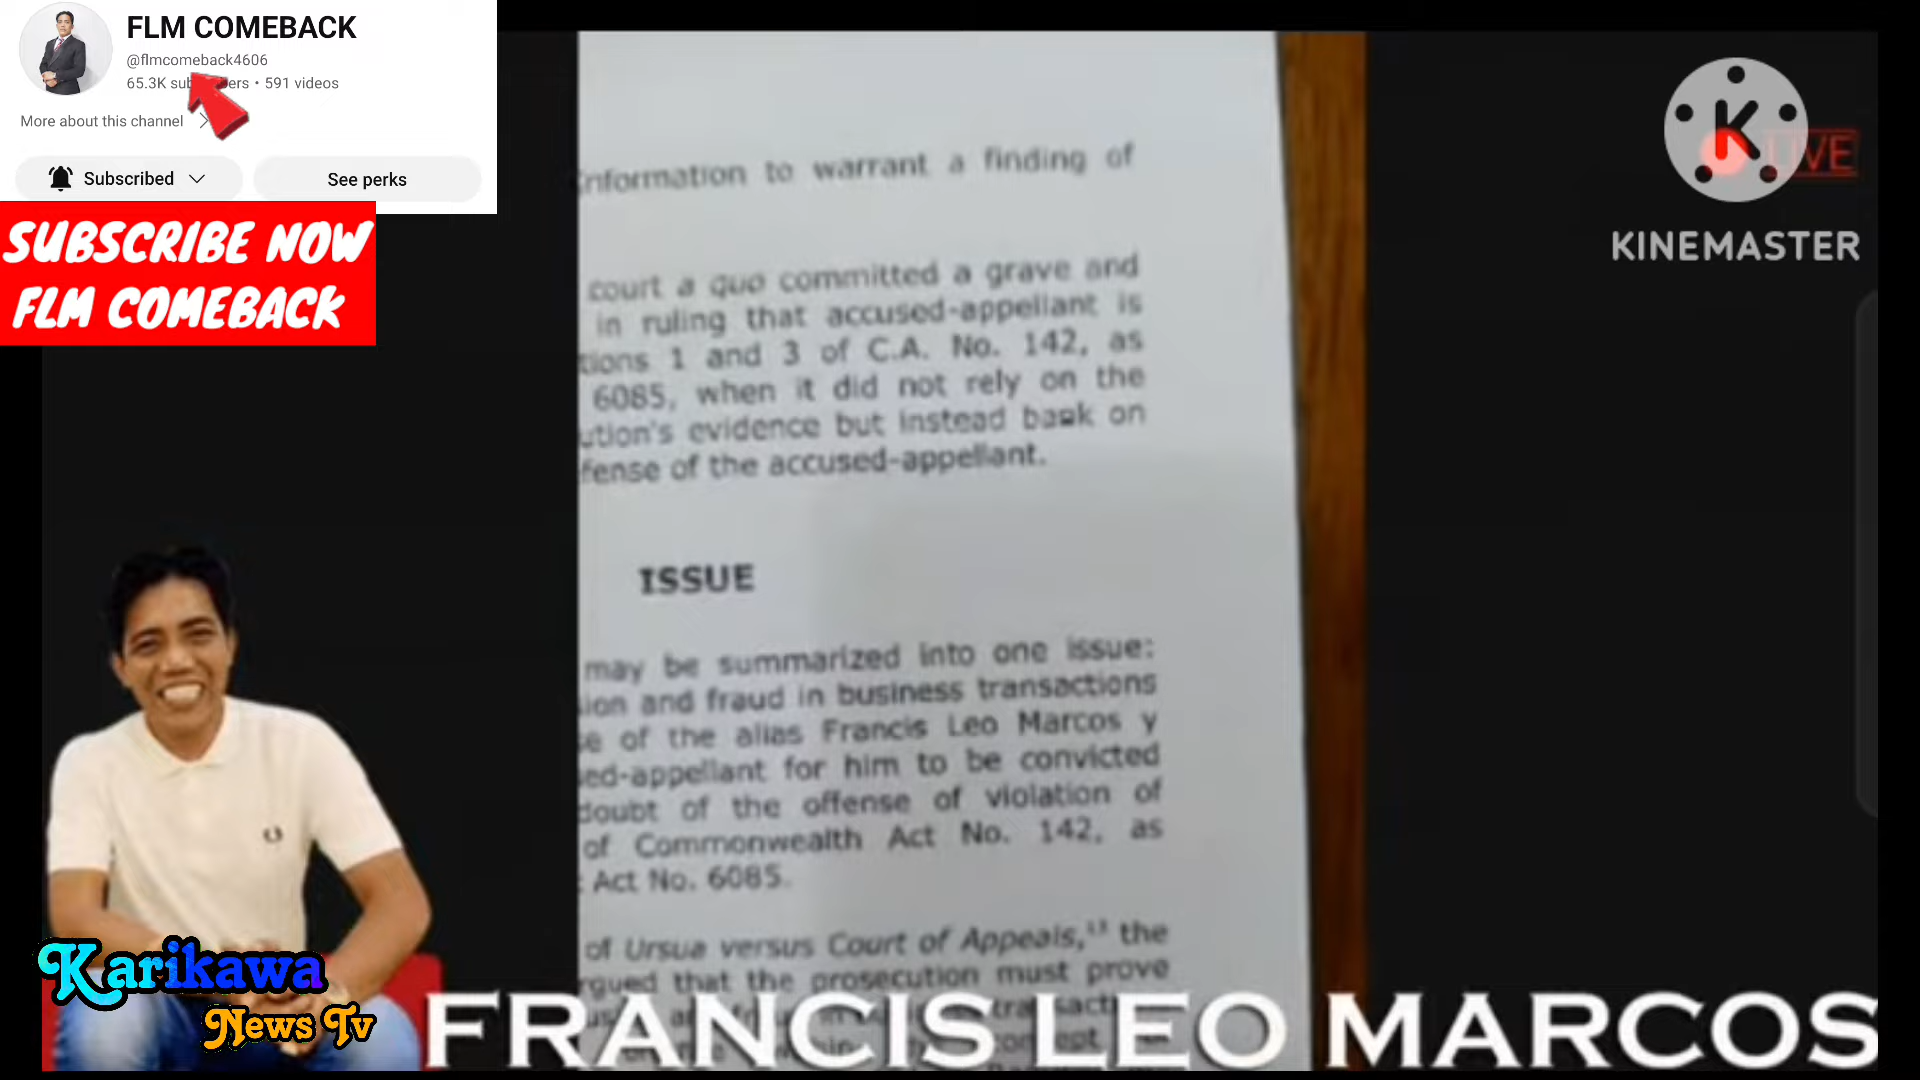 FLM COMEBACK
@flmcomeback4606
65.3K • 591 videos
More about this channel
Subscribed
See perks
SUBSCRIBE NOW
FLM COMEBACK
K
LIVE
KINEMASTER
information to warrant a finding of
court a quo committed a grave and
in ruling that accused-appellant is
tions 1 and 3 of C.A. No. 142, as
6085, when it did not rely on the
ution's evidence but instead bank on
fense of the accused-appellant.
ISSUE
may be summarized into one issue:
ion and fraud in business transactions
e of the alias Francis Leo Marcos y
ed-appellant for him to be convicted
doubt of the offense of violation of
of Commonwealth Act No. 142, as
Act No. 6085.
of Ursua versus Court of Appeals,¹³ the
rgued that the prosecution must prove
Karikawa
News Tv
FRANCIS LEO MARCOS